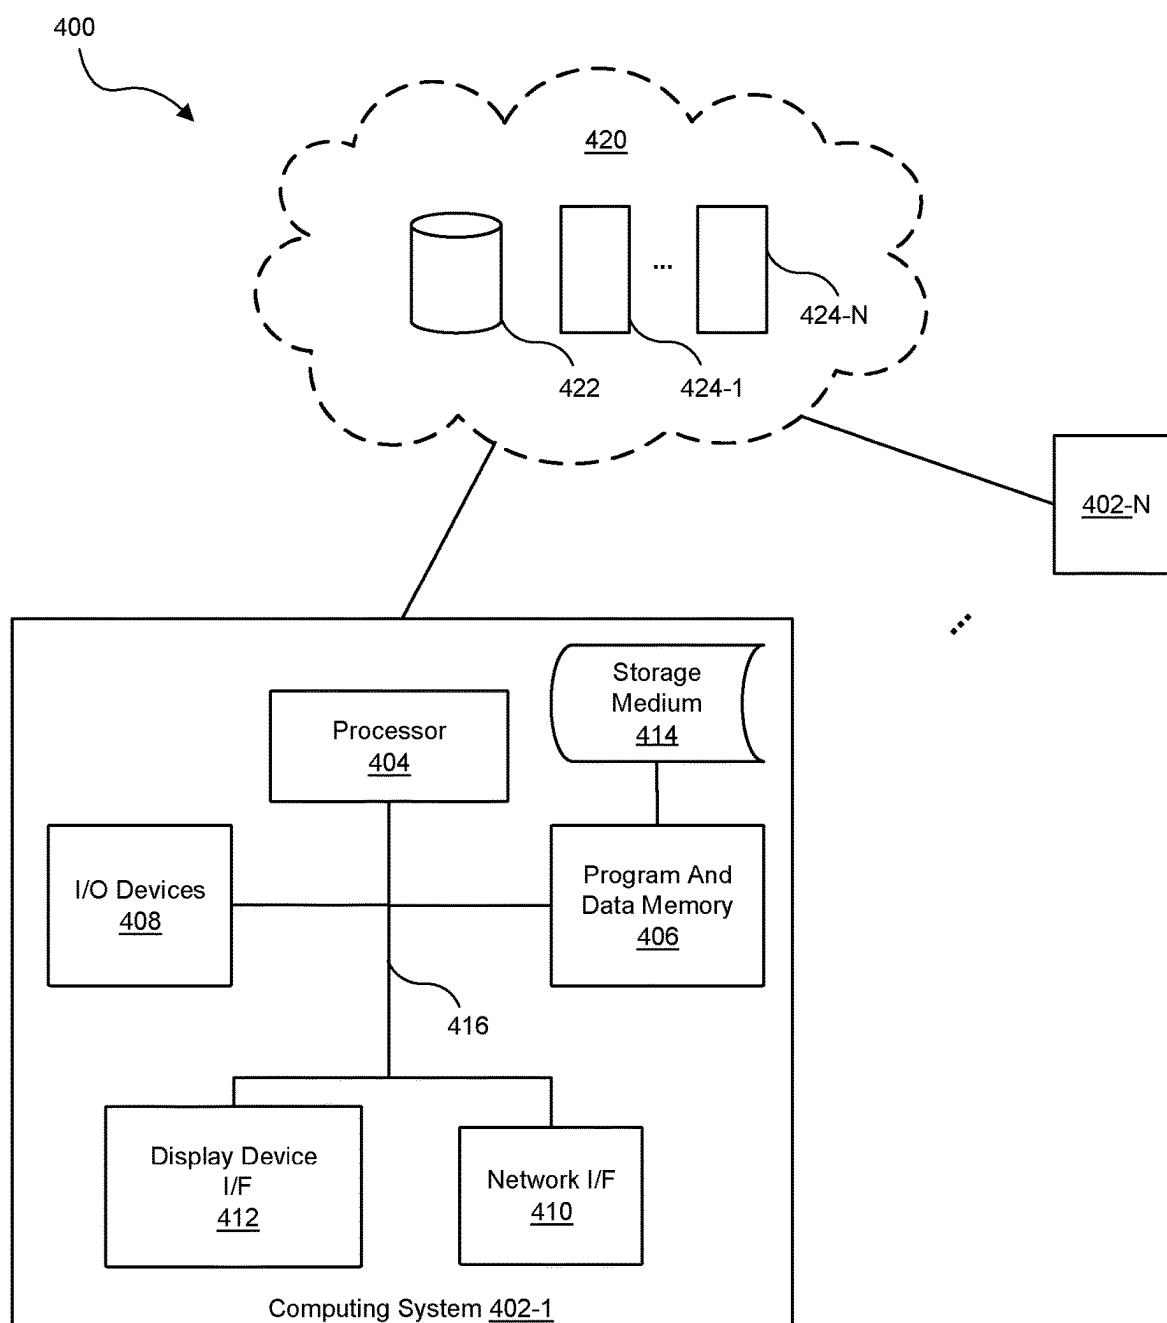 400
420
...
424-N
422
424-1
402-N
...
Storage
Medium
414
Processor
404
I/O Devices
408
Program And
Data Memory
406
416
Display Device
I/F
412
Network I/F
410
Computing System 402-1